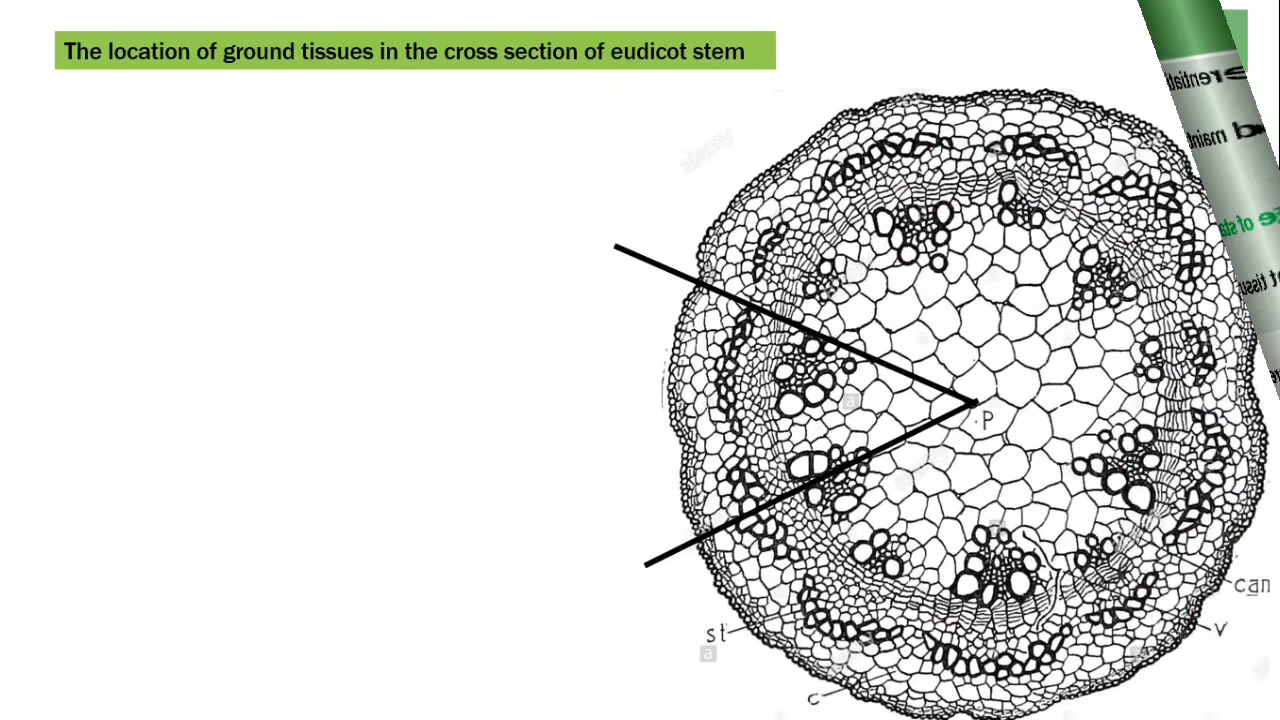 The location of ground tissues in the cross section of eudicot stem
P
can
st
v
c